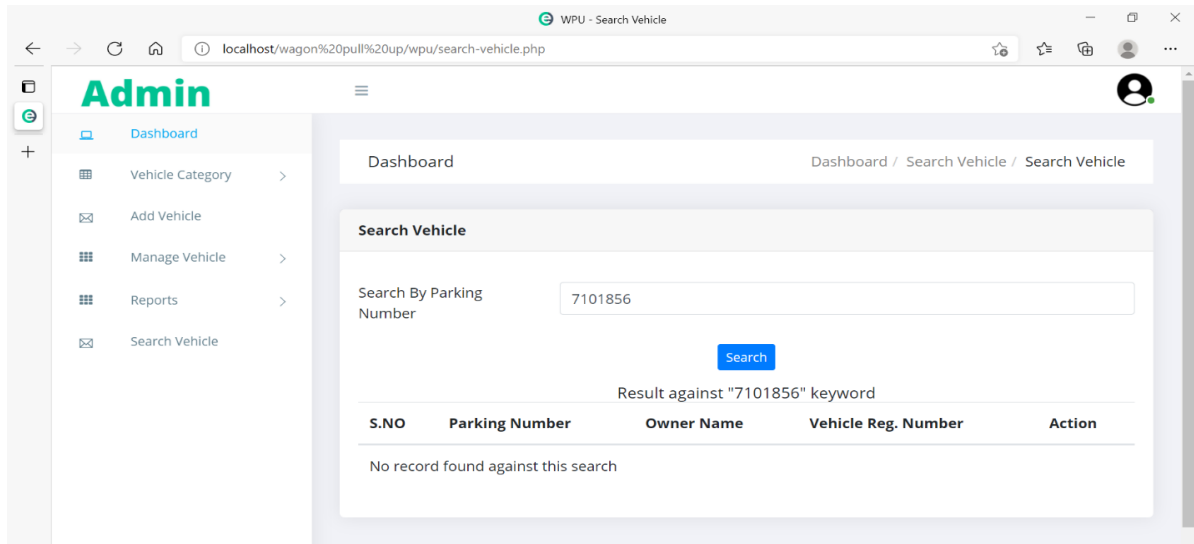 WPU - Search Vehicle
localhost/wagon%20pull%20up/wpu/search-vehicle.php
Admin
Dashboard
Vehicle Category
Add Vehicle
Manage Vehicle
Reports
Search Vehicle
Dashboard
Dashboard / Search Vehicle / Search Vehicle
Search Vehicle
Search By Parking
Number
7101856
Search
Result against "7101856" keyword
S.NO Parking Number Owner Name Vehicle Reg. Number Action
No record found against this search